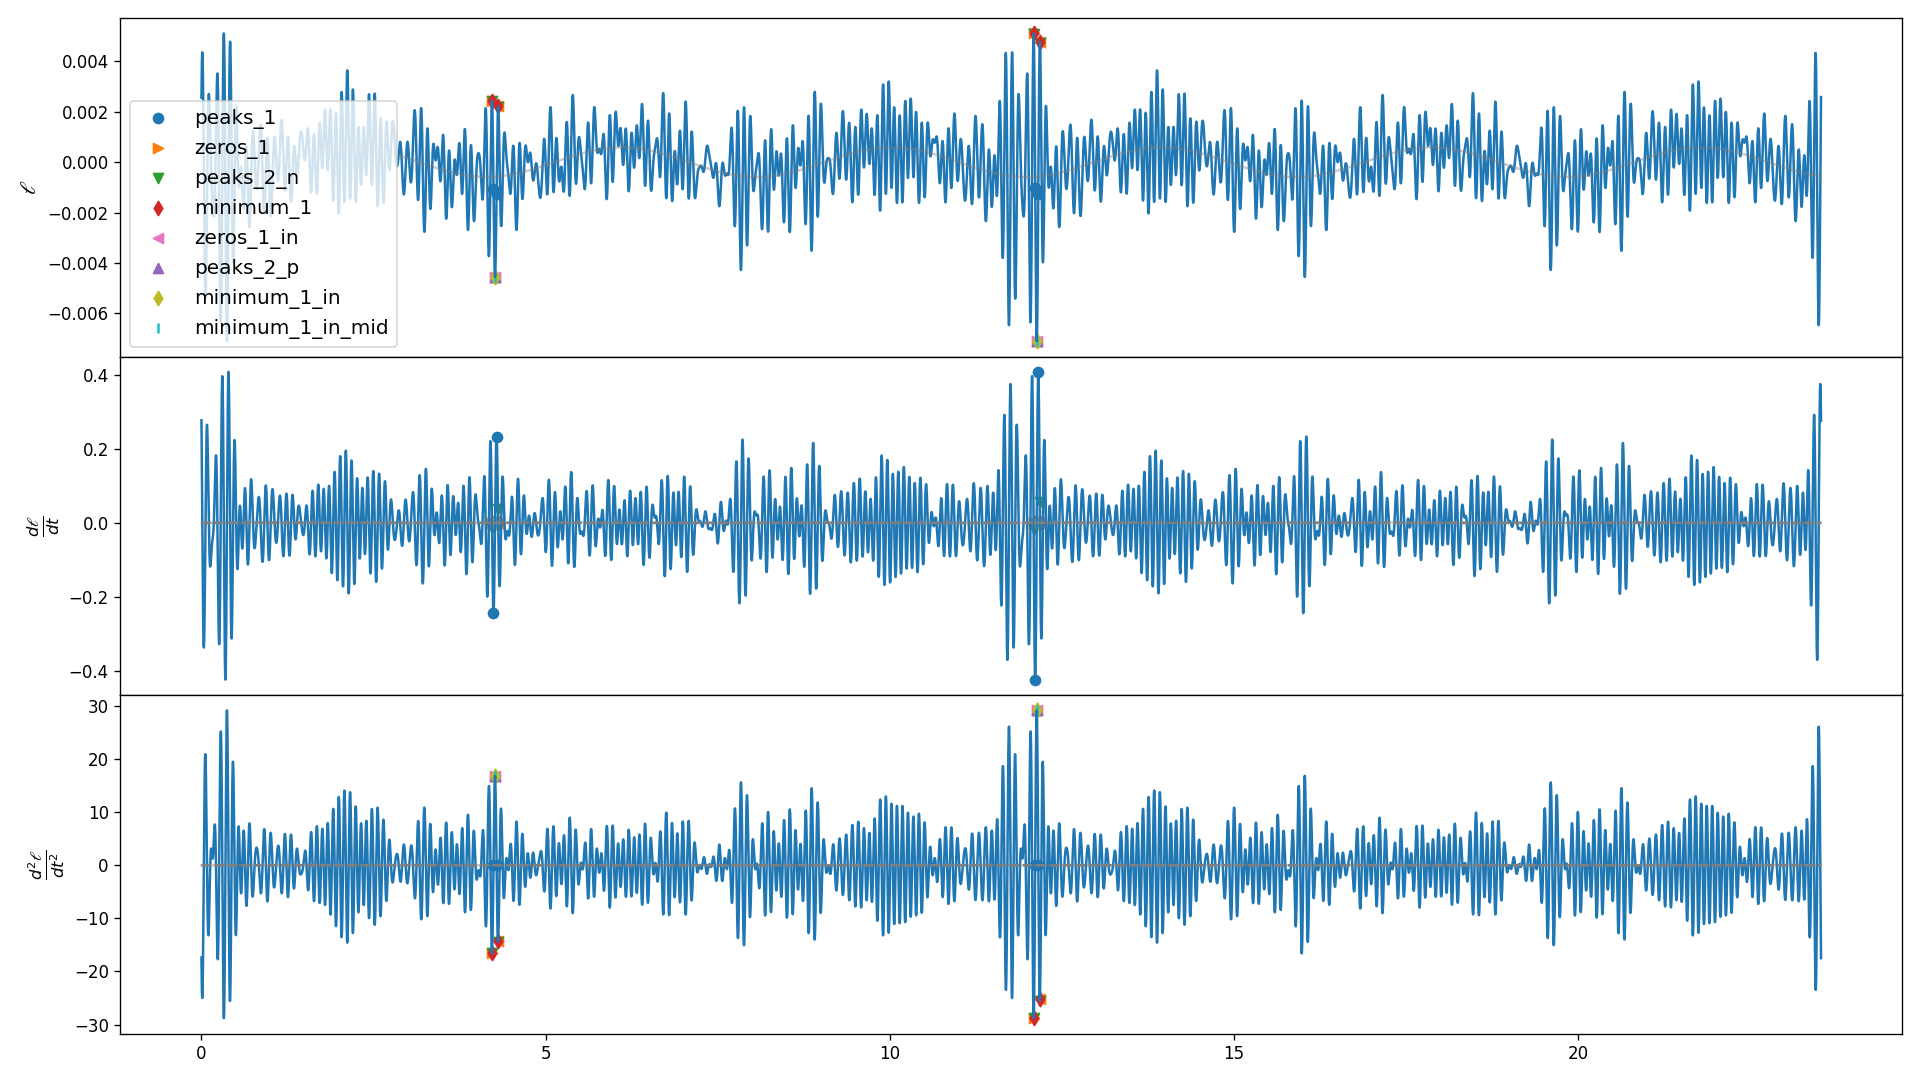 0.004
0.002
0.000
−0.002
−0.004
−0.006
ℓ
peaks_1
zeros_1
peaks_2_n
minimum_1
zeros_1_in
peaks_2_p
minimum_1_in
minimum_1_in_mid
0.4
0.2
0.0
−0.2
−0.4
dℓ
dt
30
20
10
0
−10
−20
−30
d²ℓ
dt²
0 5 10 15 20